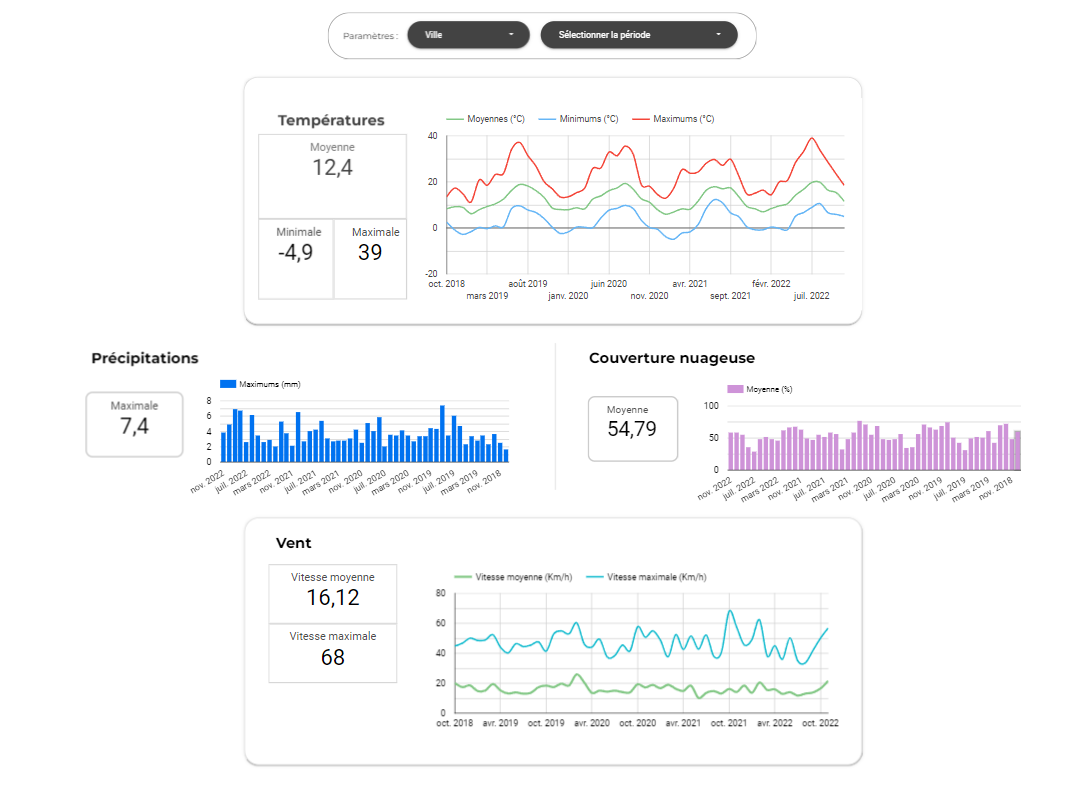 Paramètres :
Ville
Sélectionner la période
Températures
Moyenne
12,4
Minimale
-4,9
Maximale
39
Moyennes (°C)
Minimums (°C)
Maximums (°C)
40
20
0
-20
oct. 2018
mars 2019
août 2019
janv. 2020
juin 2020
nov. 2020
avr. 2021
sept. 2021
févr. 2022
juil. 2022
Précipitations
Maximale
7,4
Maximums (mm)
8
6
4
2
0
nov. 2022
juil. 2022
mars 2022
nov. 2021
juil. 2021
mars 2021
nov. 2020
juil. 2020
mars 2020
nov. 2019
juil. 2019
mars 2019
nov. 2018
Couverture nuageuse
Moyenne
54,79
Moyenne (%)
100
50
0
nov. 2022
juil. 2022
mars 2022
nov. 2021
juil. 2021
mars 2021
nov. 2020
juil. 2020
mars 2020
nov. 2019
juil. 2019
mars 2019
nov. 2018
Vent
Vitesse moyenne
16,12
Vitesse maximale
68
Vitesse moyenne (Km/h)
Vitesse maximale (Km/h)
80
60
40
20
0
oct. 2018
avr. 2019
oct. 2019
avr. 2020
oct. 2020
avr. 2021
oct. 2021
avr. 2022
oct. 2022